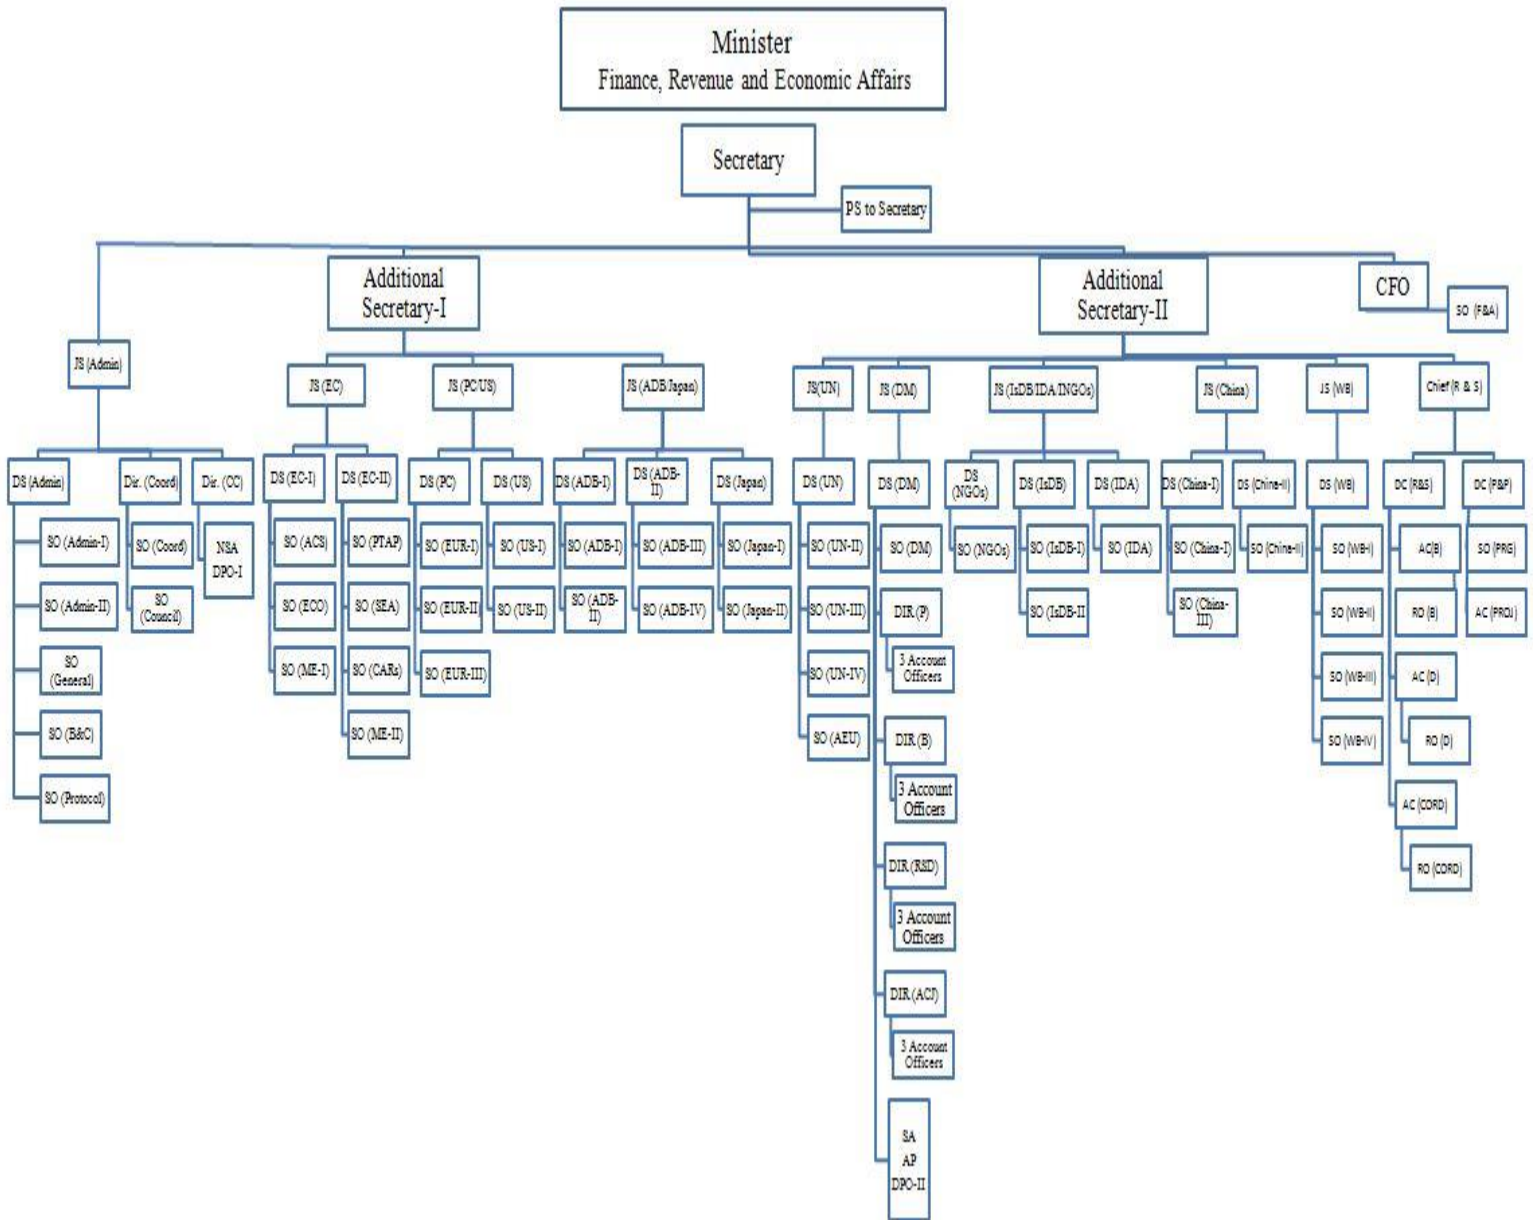 Minister
Finance, Revenue and Economic Affairs
Secretary
PS to Secretary
Additional
Secretary-I
Additional
Secretary-II
CFO
SO (F&A)
JS (Admin)
JS (EC)
JS (PC/US)
JS (ADB/Japan)
JS(UN)
JS (DM)
JS (IsDB/IDA/INGOs)
JS (China)
JS (WB)
Chief (R & S)
DS (Admin)
Dir. (Coord)
Dir. (CC)
DS (EC-I)
DS (EC-II)
DS (PC)
DS (US)
DS (ADB-I)
DS (ADB-
II)
DS (Japan)
DS (UN)
DS (DM)
DS
(NGOs)
DS (IsDB)
DS (IDA)
DS (China-I)
DS (China-II)
DS (WB)
DC (R&S)
DC (P&P)
SO (Admin-I)
SO (Coord)
NSA
DPO-I
SO (ACS)
SO (PTAP)
SO (EUR-I)
SO (US-I)
SO (ADB-I)
SO (ADB-III)
SO (Japan-I)
SO (UN-II)
SO (DM)
SO (NGOs)
SO (IsDB-I)
SO (IDA)
SO (China-I)
SO (China-II)
SO (WB-I)
AC(B)
SO (PRG)
SO (Admin-II)
SO
(Council)
SO (ECO)
SO (SEA)
SO (EUR-II)
SO (US-II)
SO (ADB-
II)
SO (ADB-IV)
SO (Japan-II)
SO (UN-III)
DIR (P)
SO (IsDB-II)
SO (China-
III)
SO (WB-II)
RO (B)
AC (PROJ)
SO
(General)
SO (ME-I)
SO (CARs)
SO (EUR-III)
SO (UN-IV)
3 Account
Officers
SO (WB-III)
AC (D)
SO (B&C)
SO (ME-II)
SO (AEU)
DIR (B)
SO (WB-IV)
RO (D)
SO (Protocol)
3 Account
Officers
AC (CORD)
DIR (RSD)
RO (CORD)
3 Account
Officers
DIR (ACJ)
3 Account
Officers
SA
AP
DPO-II